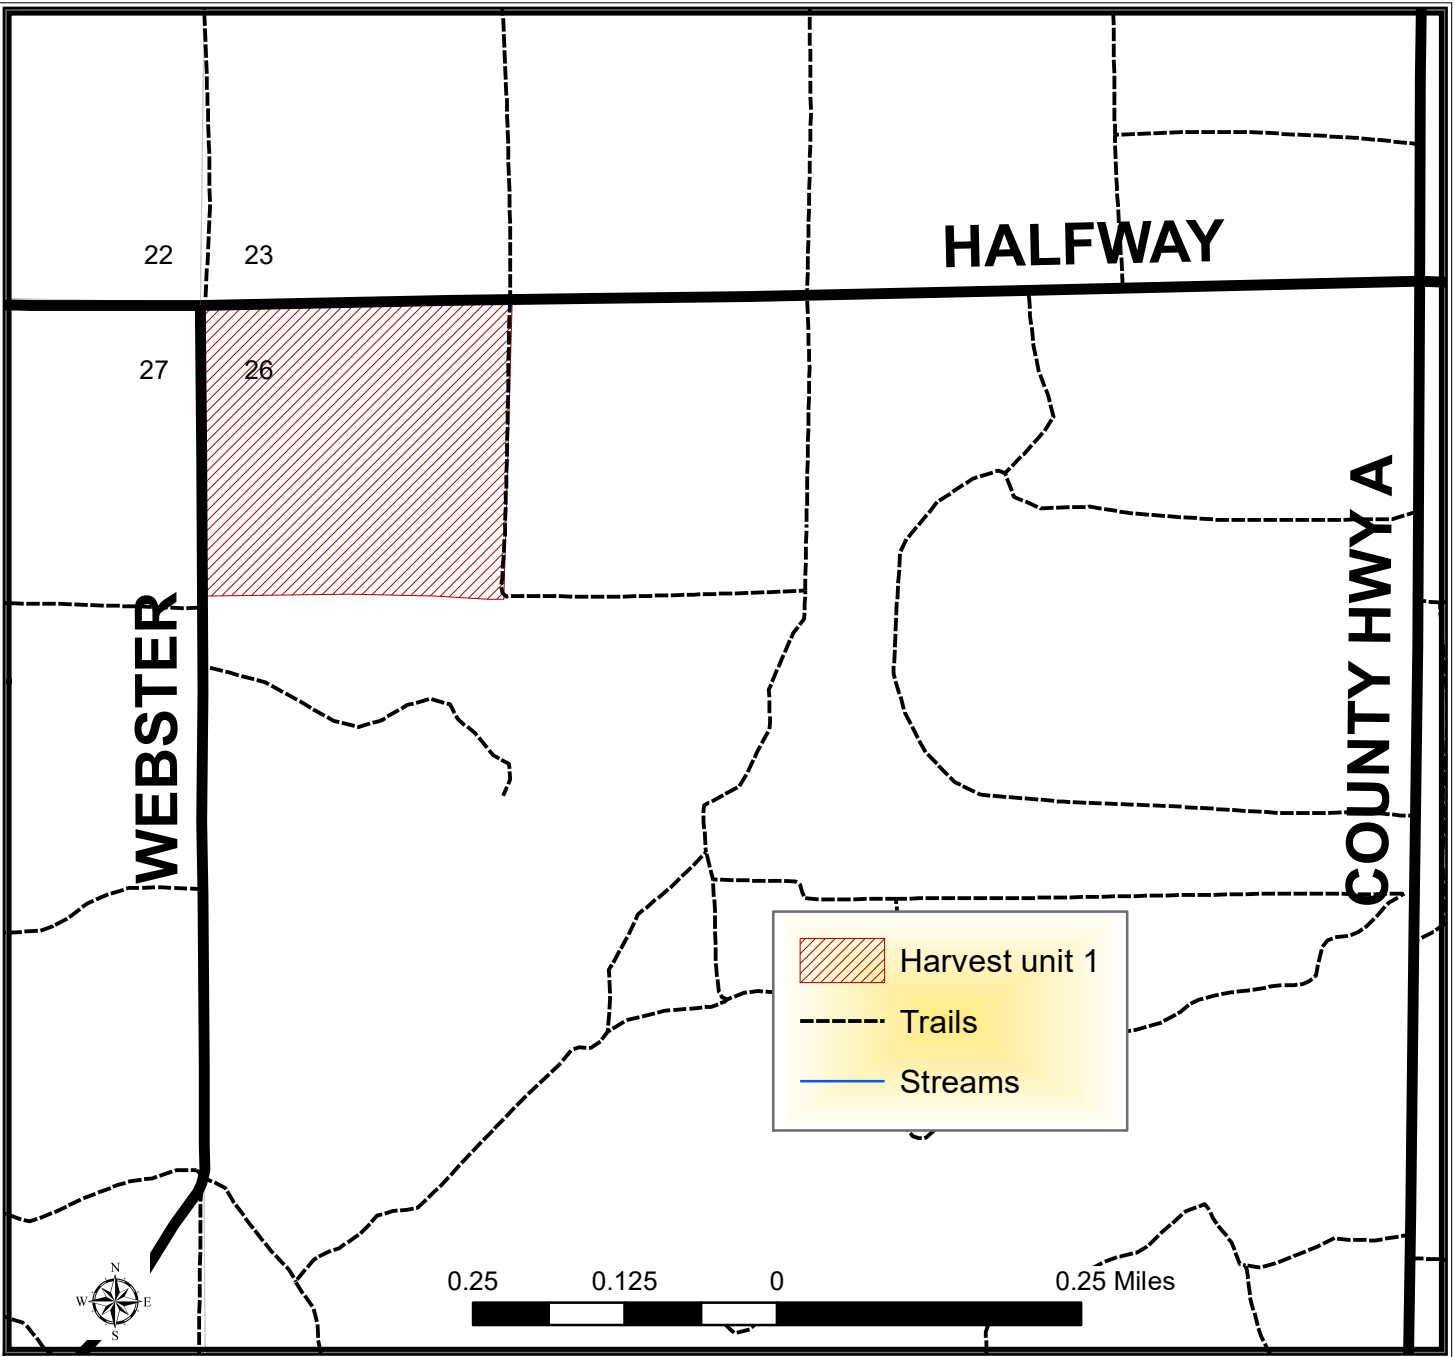 HALFWAY
22 23
27 26
COUNTY HWY A
WEBSTER
Harvest unit 1
Trails
Streams
N
W E
S
0.25 0.125 0 0.25 Miles